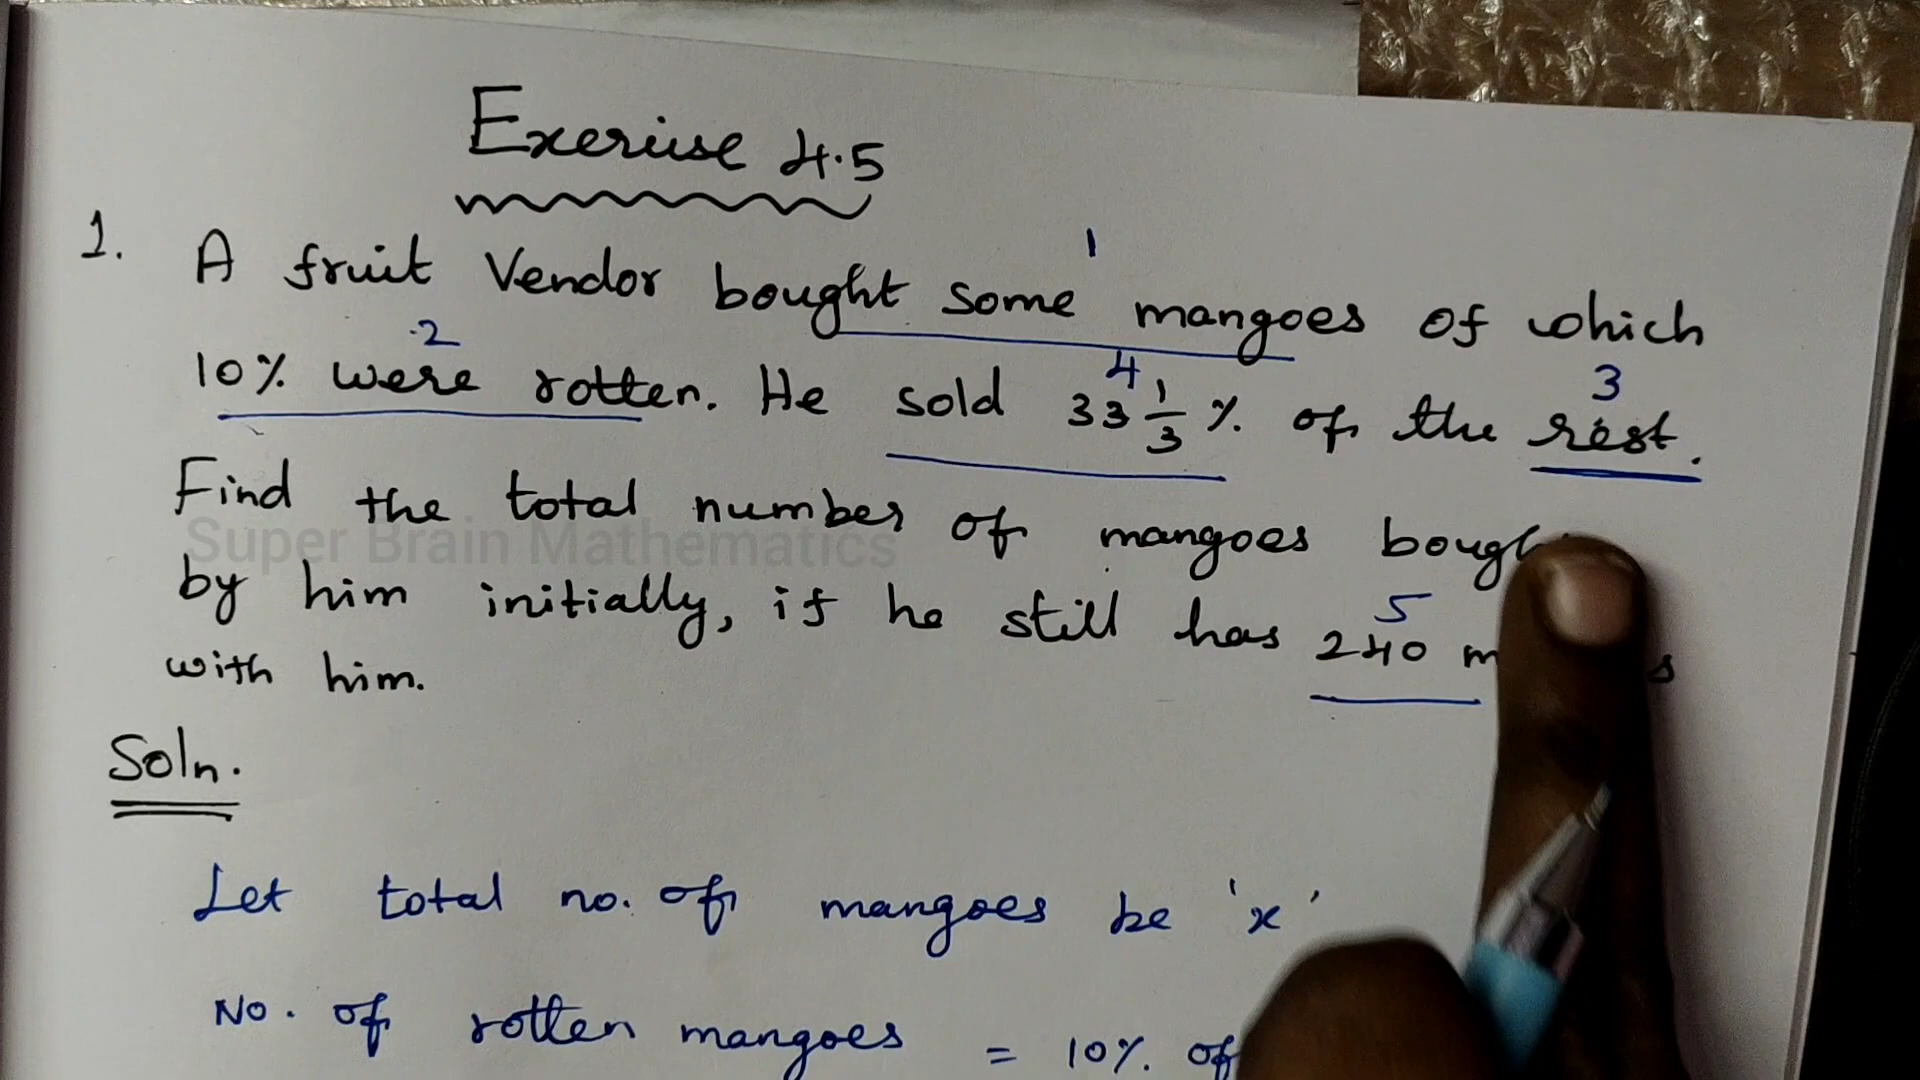 Exercise 4.5
1. A fruit Vendor bought some mangoes of which
10% were rotten. He sold 33 1/3 % of the rest.
Find the total number of mangoes
by him initially, if he still has 240
with him.
Soln.
Let total no. of mangoes be 'x'
No. of rotten mangoes = 10% of
1
2
4
3
5
Super Brain Mathematics